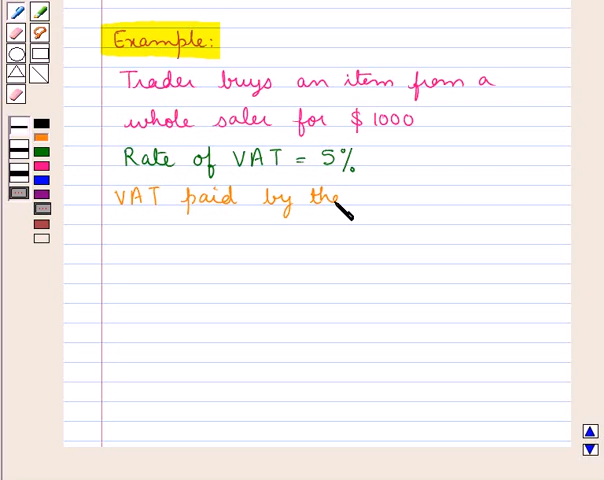 Example:
Trader buys an item from a
whole saler for $ 1000
Rate of VAT = 5%
VAT paid by the